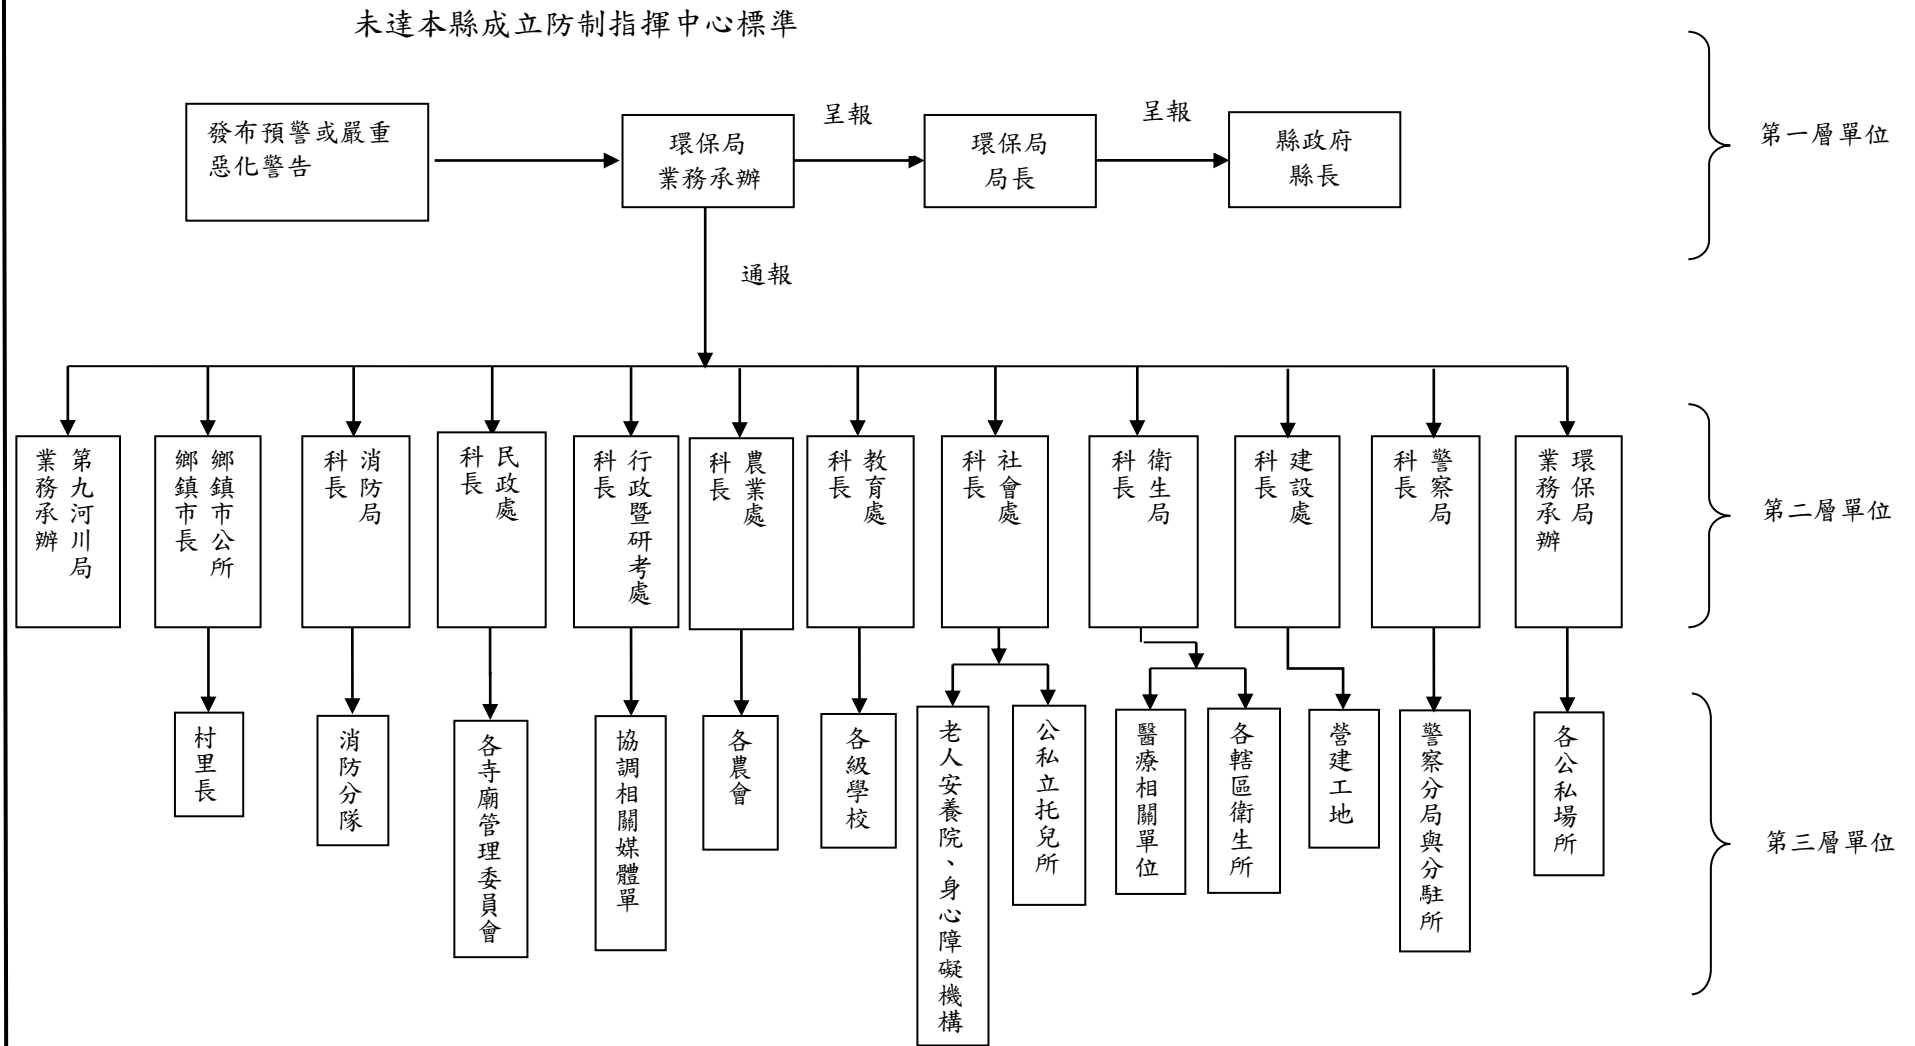 未達本縣成立防制指揮中心標準
發布預警或嚴重
惡化警告
環保局
業務承辦
呈報
環保局
局長
呈報
縣政府
縣長
第一層單位
通報
第九河川局
業務承辦
鄉鎮市公所
鄉鎮市長
消防局
科長
民政處
科長
行政暨研考處
科長
農業處
科長
教育處
科長
社會處
科長
衛生局
科長
建設處
科長
警察局
科長
環保局
業務承辦
第二層單位
村里長
消防分隊
各寺廟管理委員會
協調相關媒體單
各農會
各級學校
老人安養院、身心障礙機構
公私立托兒所
醫療相關單位
各轄區衛生所
營建工地
警察分局與分駐所
各公私場所
第三層單位